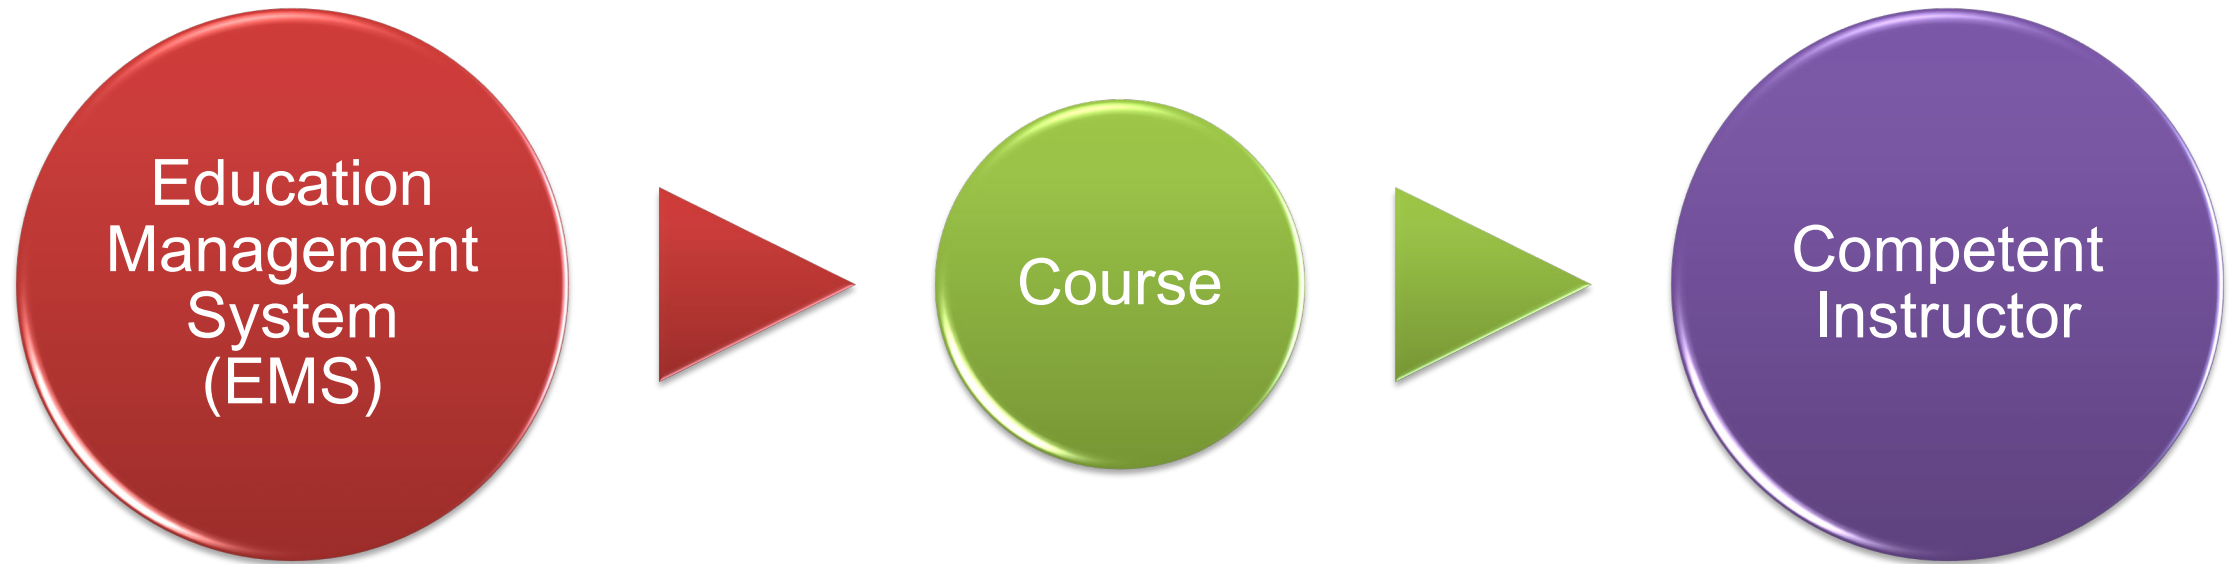 Education
Management
System
(EMS)
Course
Competent
Instructor